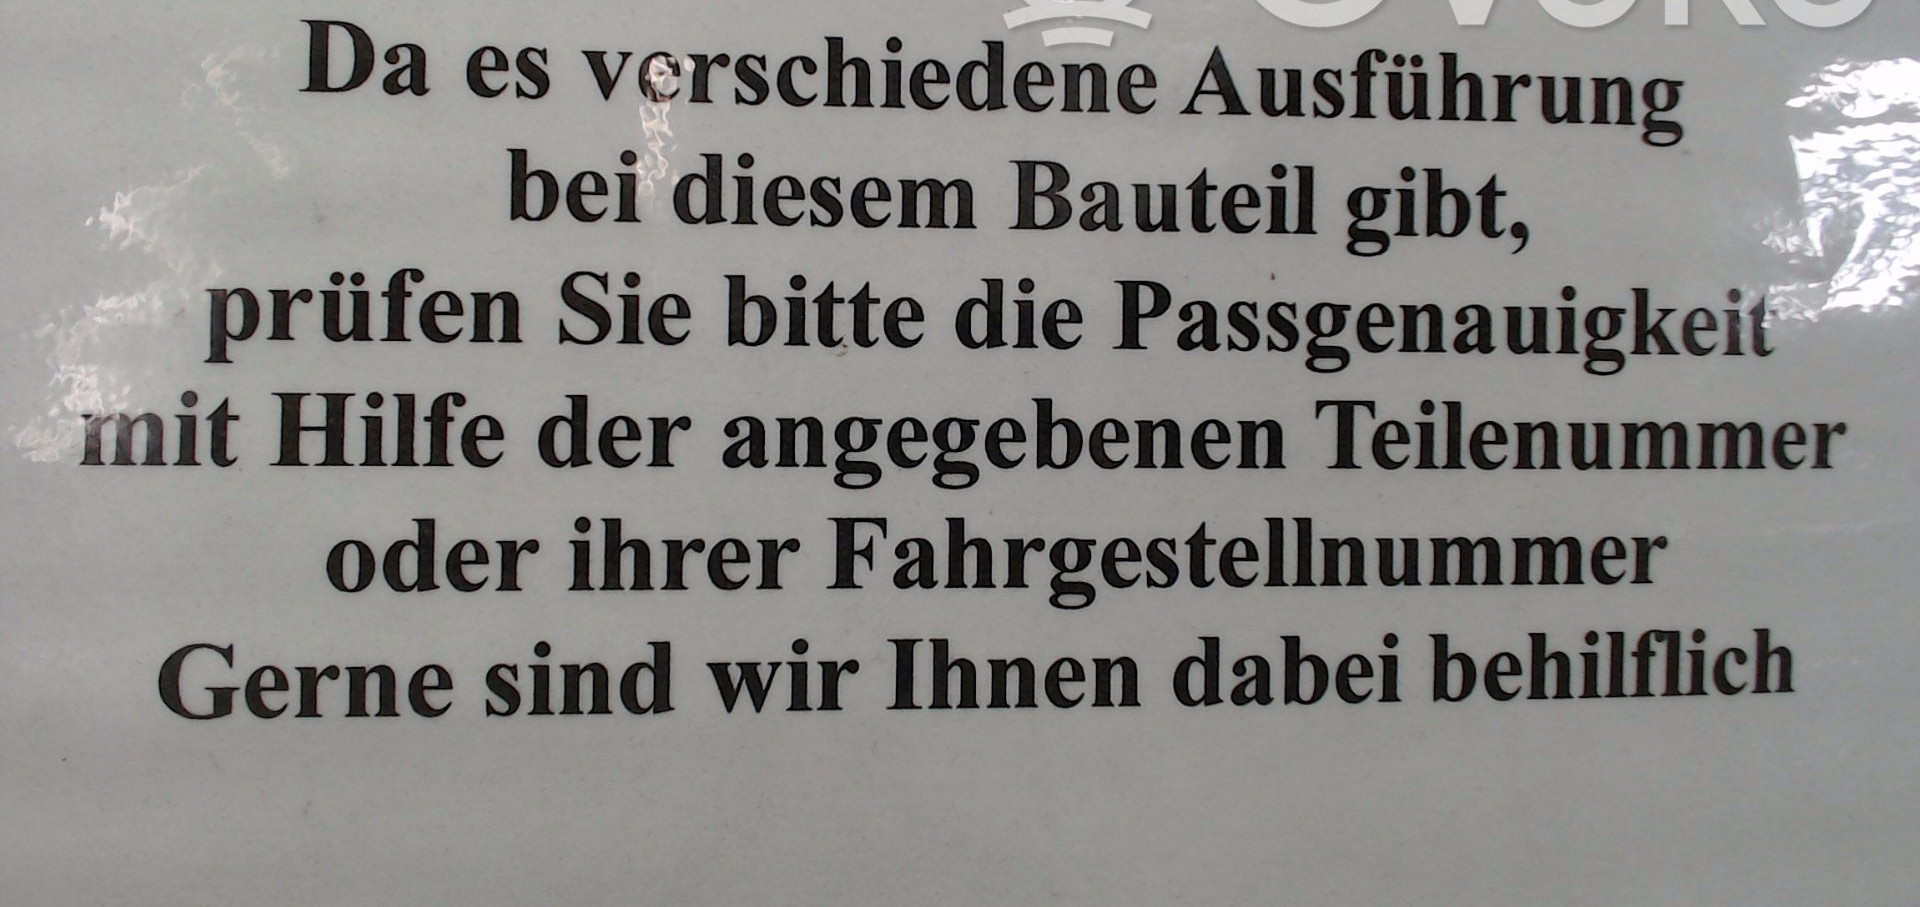 Da es verschiedene Ausführung
bei diesem Bauteil gibt,
prüfen Sie bitte die Passgenauigkeit
mit Hilfe der angegebenen Teilenummer
oder ihrer Fahrgestellnummer
Gerne sind wir Ihnen dabei behilflich